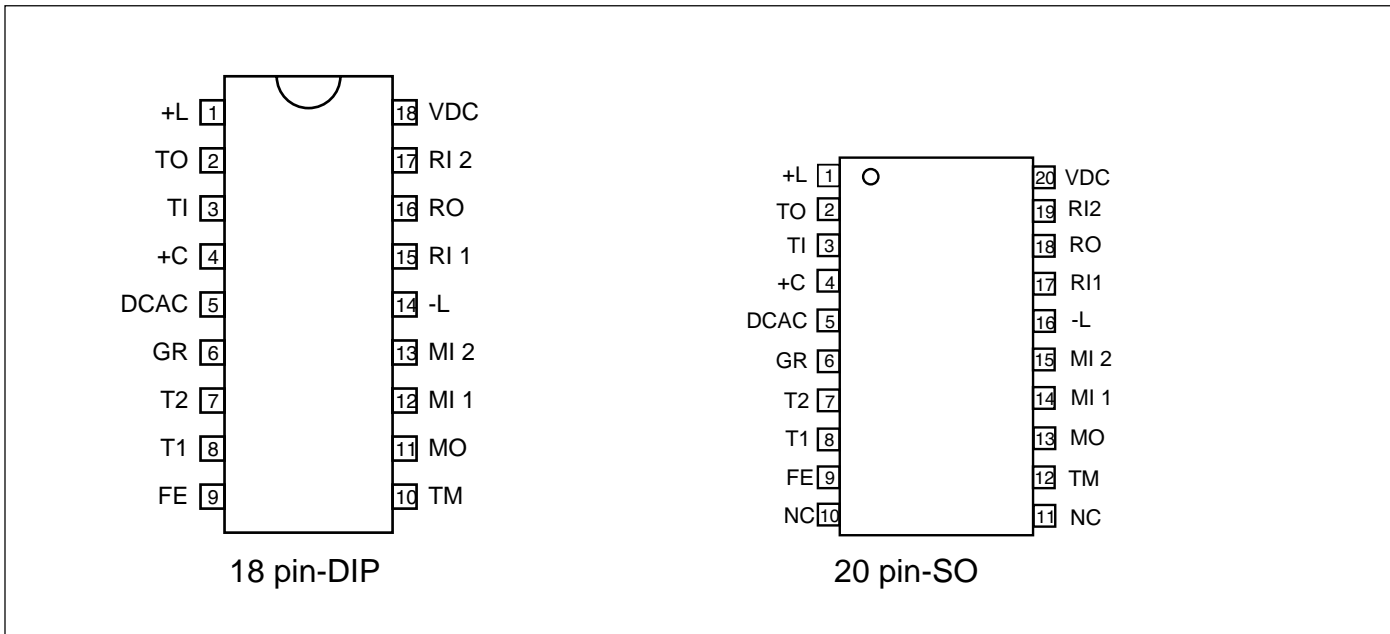 +L 1 18 VDC
TO 2 17 RI 2
TI 3 16 RO
+C 4 15 RI 1
DCAC 5 14 -L
GR 6 13 MI 2
T2 7 12 MI 1
T1 8 11 MO
FE 9 10 TM
18 pin-DIP
+L 1 20 VDC
TO 2 19 RI2
TI 3 18 RO
+C 4 17 RI1
DCAC 5 16 -L
GR 6 15 MI 2
T2 7 14 MI 1
T1 8 13 MO
FE 9 12 TM
NC 10 11 NC
20 pin-SO